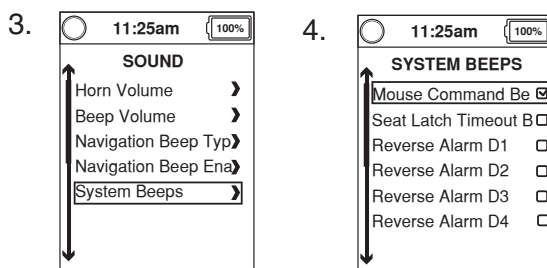 3.
11:25am 100%
SOUND
Horn Volume
Beep Volume
Navigation Beep Typ
Navigation Beep Ena
System Beeps
4.
11:25am 100%
SYSTEM BEEPS
Mouse Command Be
Seat Latch Timeout B
Reverse Alarm D1
Reverse Alarm D2
Reverse Alarm D3
Reverse Alarm D4